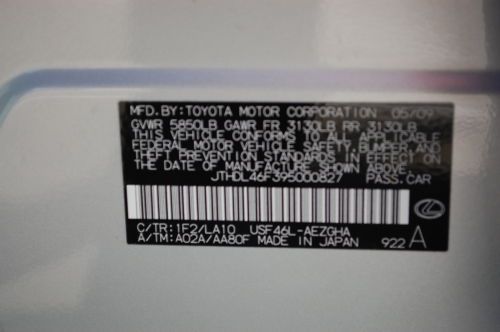 MFD.BY:TOYOTA MOTOR CORPORATION 05/09
GVWR 5850LB GAWR FR 3130LB RR 3130LB
THIS VEHICLE CONFORMS TO ALL APPLICABLE
FEDERAL MOTOR VEHICLE SAFETY,BUMPER,AND
THEFT PREVENTION STANDARDS IN EFFECT ON
THE DATE OF MANUFACTURE SHOWN ABOVE.
JTHDL46F395000827 PASS.CAR
C/TR:1F2/LA10 USF46L-AEZGHA
A/TM:A02A/AA80F MADE IN JAPAN 922 A